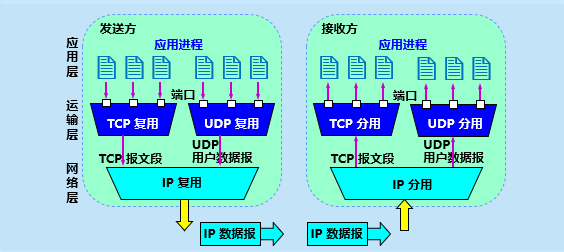 发送方
应用进程
应用层
端口
运输层
TCP 复用
UDP 复用
TCP 报文段
UDP
用户数据报
网络层
IP 复用
IP 数据报
接收方
应用进程
端口
TCP 分用
UDP 分用
TCP 报文段
UDP
用户数据报
IP 分用
IP 数据报